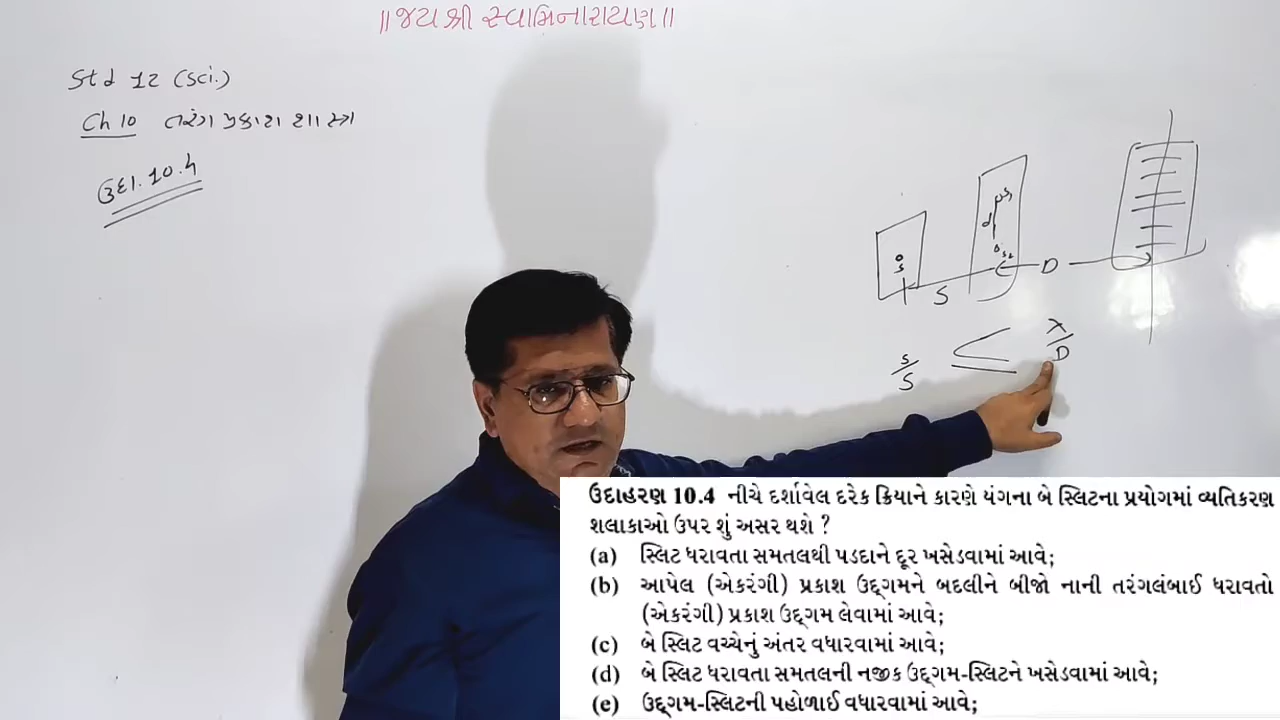 ॥જય શ્રી સ્વામિનારાયણ॥
Std 12 (Sci.)
Ch 10 તરંગ પ્રકાશ શાસ્ત્ર
ઉદા. 10.4
S1
d
S2
S
S
D
s/S < λ/D
ઉદાહરણ 10.4 નીચે દર્શાવેલ દરેક ક્રિયાને કારણે યંગના બે સ્લિટના પ્રયોગમાં વ્યતિકરણ
શલાકાઓ ઉપર શું અસર થશે ?
(a) સ્લિટ ધરાવતા સમતલથી પડદાને દૂર ખસેડવામાં આવે;
(b) આપેલ (એકરંગી) પ્રકાશ ઉદ્ગમને બદલીને બીજો નાની તરંગલંબાઈ ધરાવતો
(એકરંગી) પ્રકાશ ઉદ્ગમ લેવામાં આવે;
(c) બે સ્લિટ વચ્ચેનું અંતર વધારવામાં આવે;
(d) બે સ્લિટ ધરાવતા સમતલની નજીક ઉદ્ગમ-સ્લિટને ખસેડવામાં આવે;
(e) ઉદ્ગમ-સ્લિટની પહોળાઈ વધારવામાં આવે;